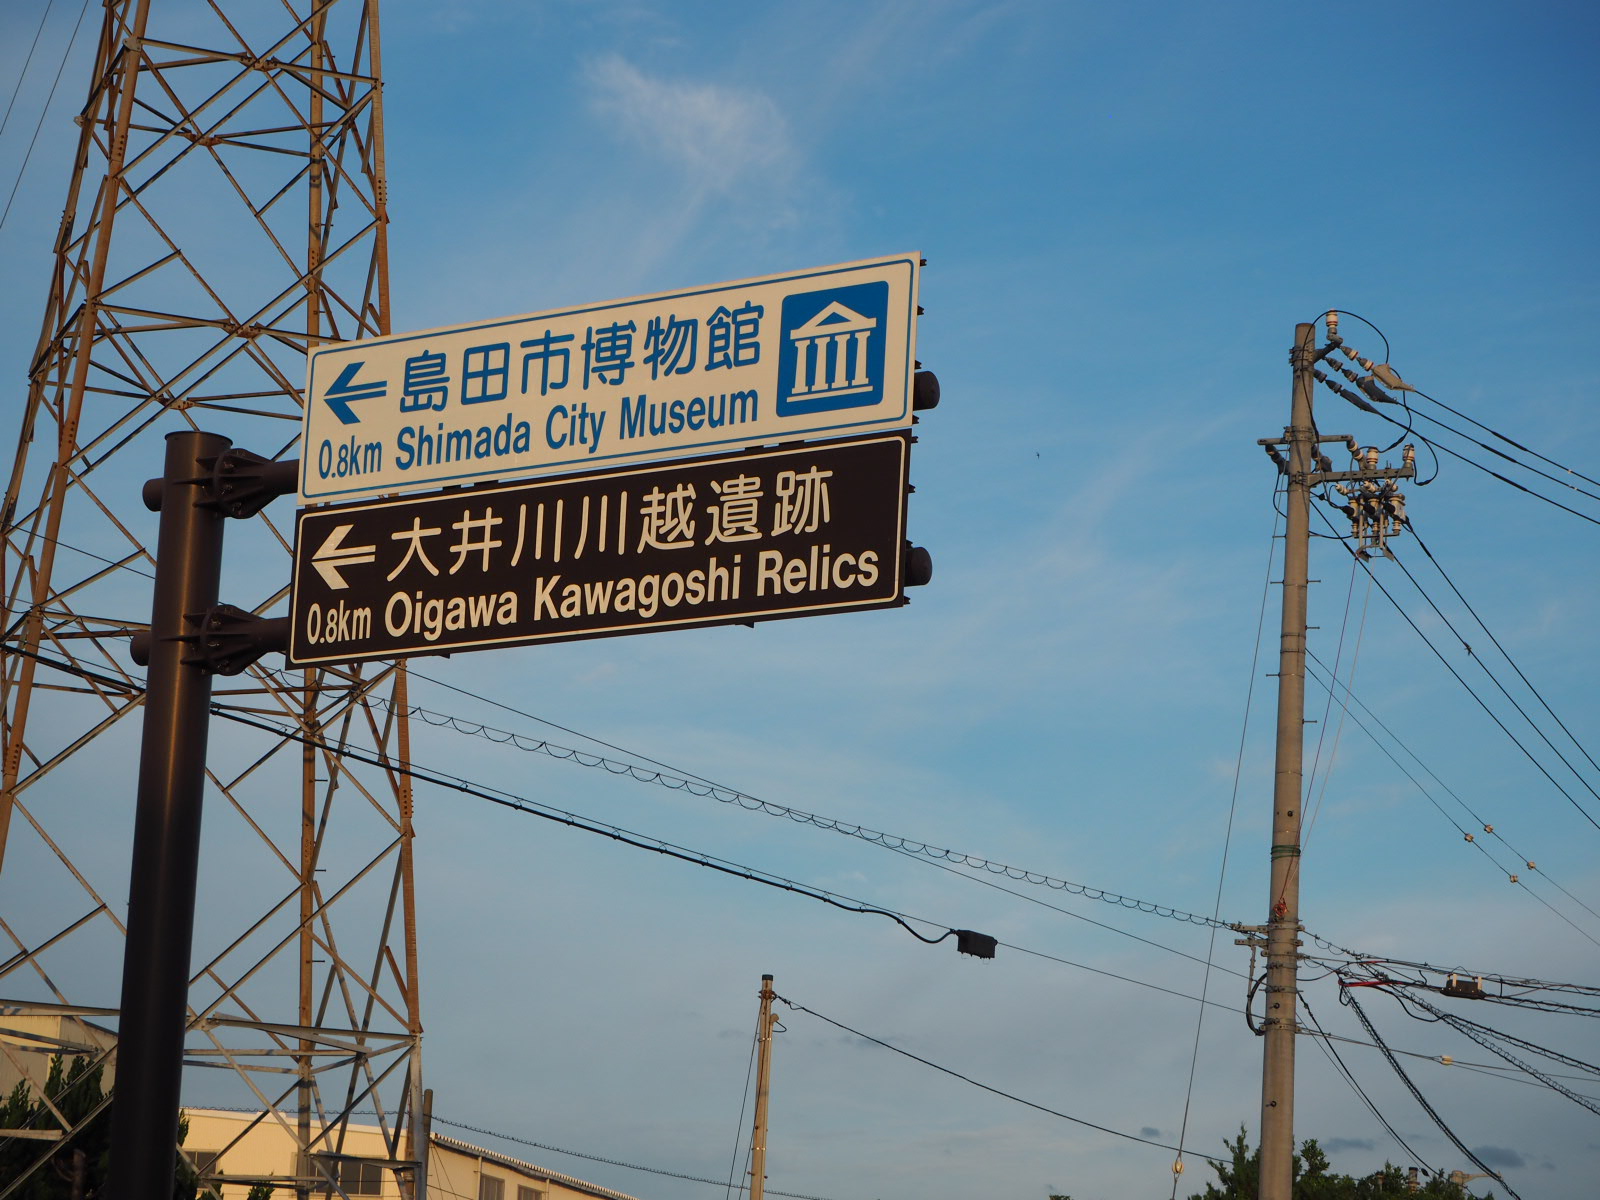 ← 島田市博物館
0.8km Shimada City Museum
← 大井川川越遺跡
0.8km Oigawa Kawagoshi Relics